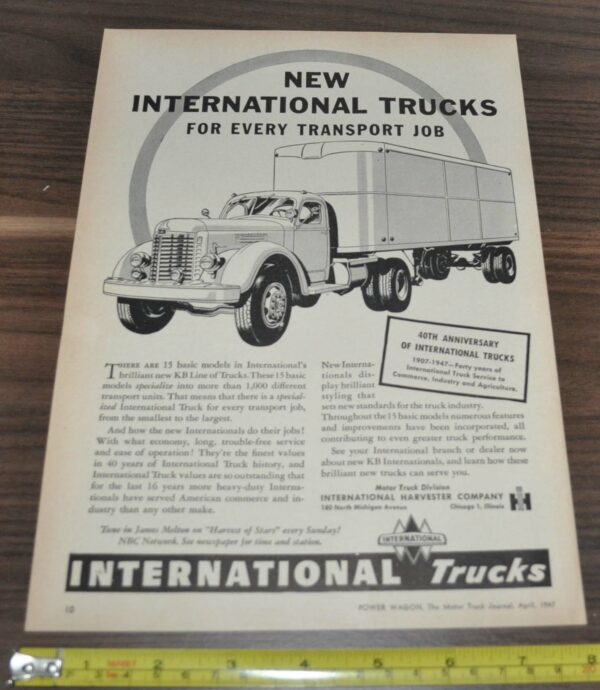 NEW
INTERNATIONAL TRUCKS
FOR EVERY TRANSPORT JOB
40TH ANNIVERSARY
OF INTERNATIONAL TRUCKS
1907-1947—Forty years of
International Truck Service to
Commerce, Industry and Agriculture.
THERE ARE 15 basic models in International's
brilliant new KB Line of Trucks. These 15 basic
models specialize into more than 1,000 different
transport units. That means that there is a special-
ized International Truck for every transport job,
from the smallest to the largest.
And how the new Internationals do their jobs!
With what economy, long, trouble-free service
and ease of operation! They're the finest values
in 40 years of International Truck history, and
International Truck values are so outstanding that
for the last 16 years more heavy-duty Interna-
tionals have served American commerce and in-
dustry than any other make.
New Interna-
tionals dis-
play brilliant
styling that
sets new standards for the truck industry.
Throughout the 15 basic models numerous features
and improvements have been incorporated, all
contributing to even greater truck performance.
See your International branch or dealer now
about new KB Internationals, and learn how these
brilliant new trucks can serve you.
Motor Truck Division
INTERNATIONAL HARVESTER COMPANY
180 North Michigan Avenue Chicago 1, Illinois
Tune in James Melton on "Harvest of Stars" every Sunday!
NBC Network. See newspaper for time and station.
INTERNATIONAL
INTERNATIONAL Trucks
10
POWER WAGON, The Motor Truck Journal, April, 1947
1 2 3 4 5 6 7 8